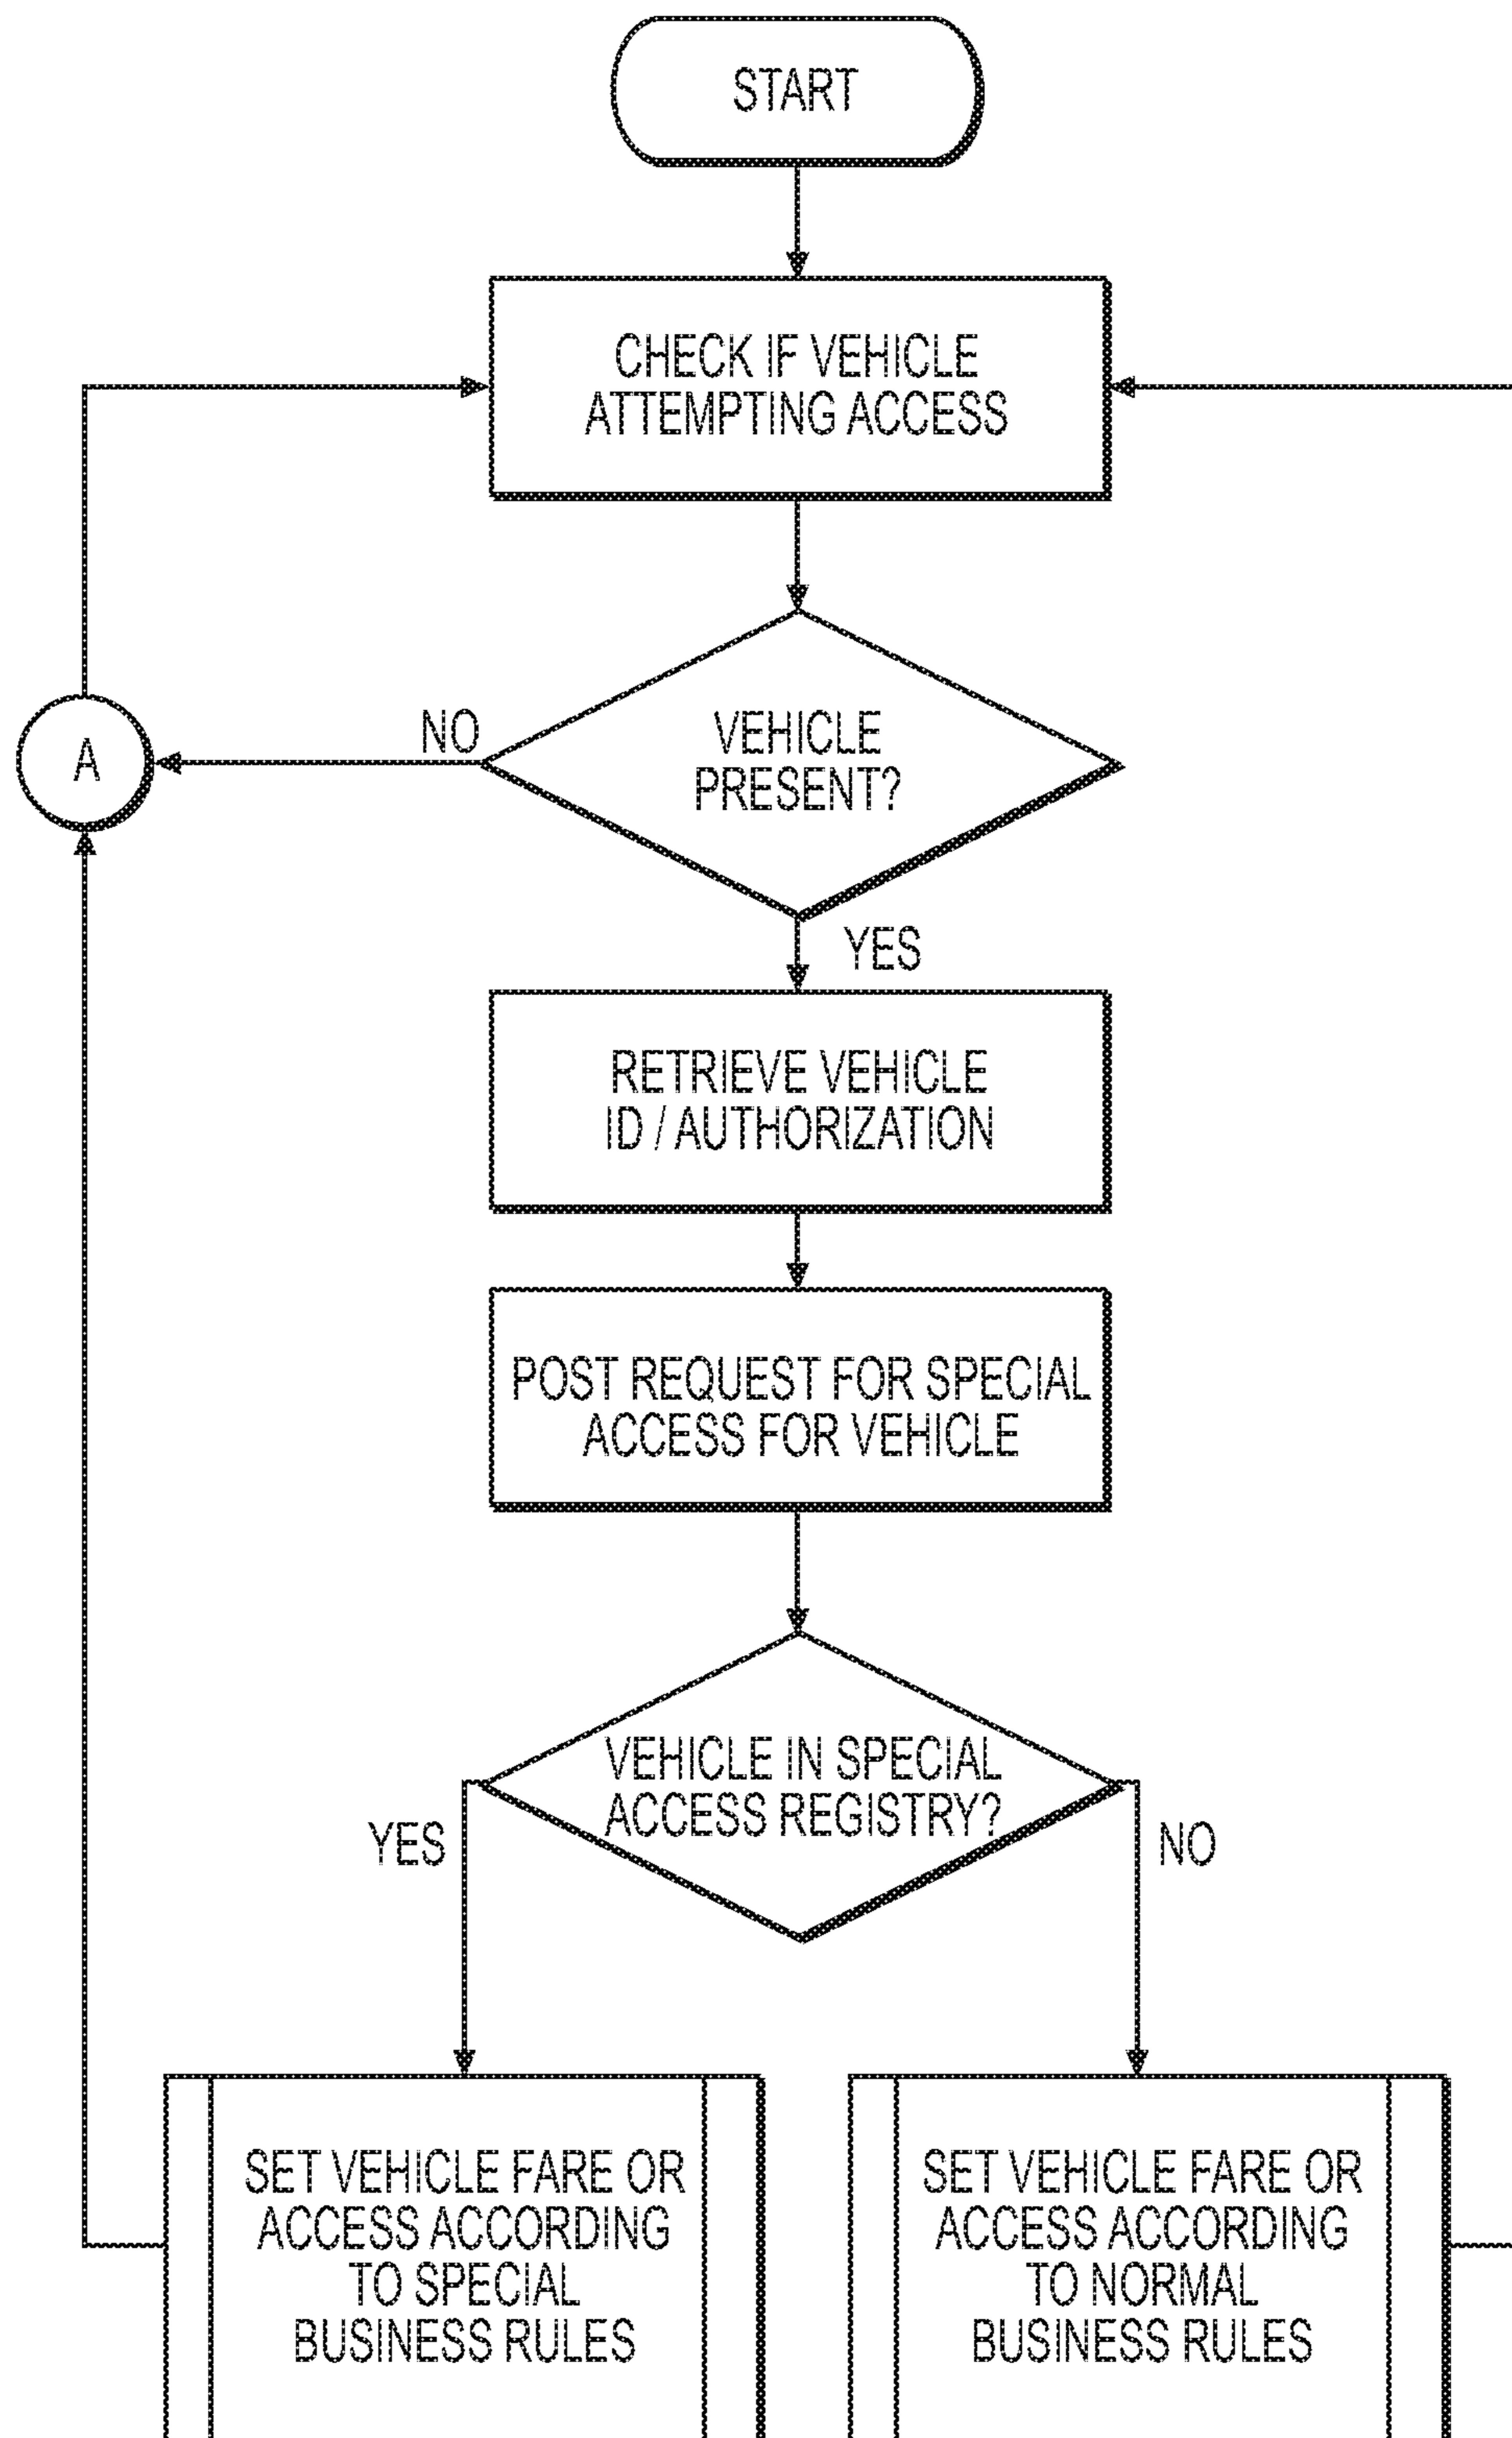 START
CHECK IF VEHICLE
ATTEMPTING ACCESS
NO
A
VEHICLE
PRESENT?
YES
RETRIEVE VEHICLE
ID / AUTHORIZATION
POST REQUEST FOR SPECIAL
ACCESS FOR VEHICLE
VEHICLE IN SPECIAL
ACCESS REGISTRY?
YES
NO
SET VEHICLE FARE OR
ACCESS ACCORDING
TO SPECIAL
BUSINESS RULES
SET VEHICLE FARE OR
ACCESS ACCORDING
TO NORMAL
BUSINESS RULES